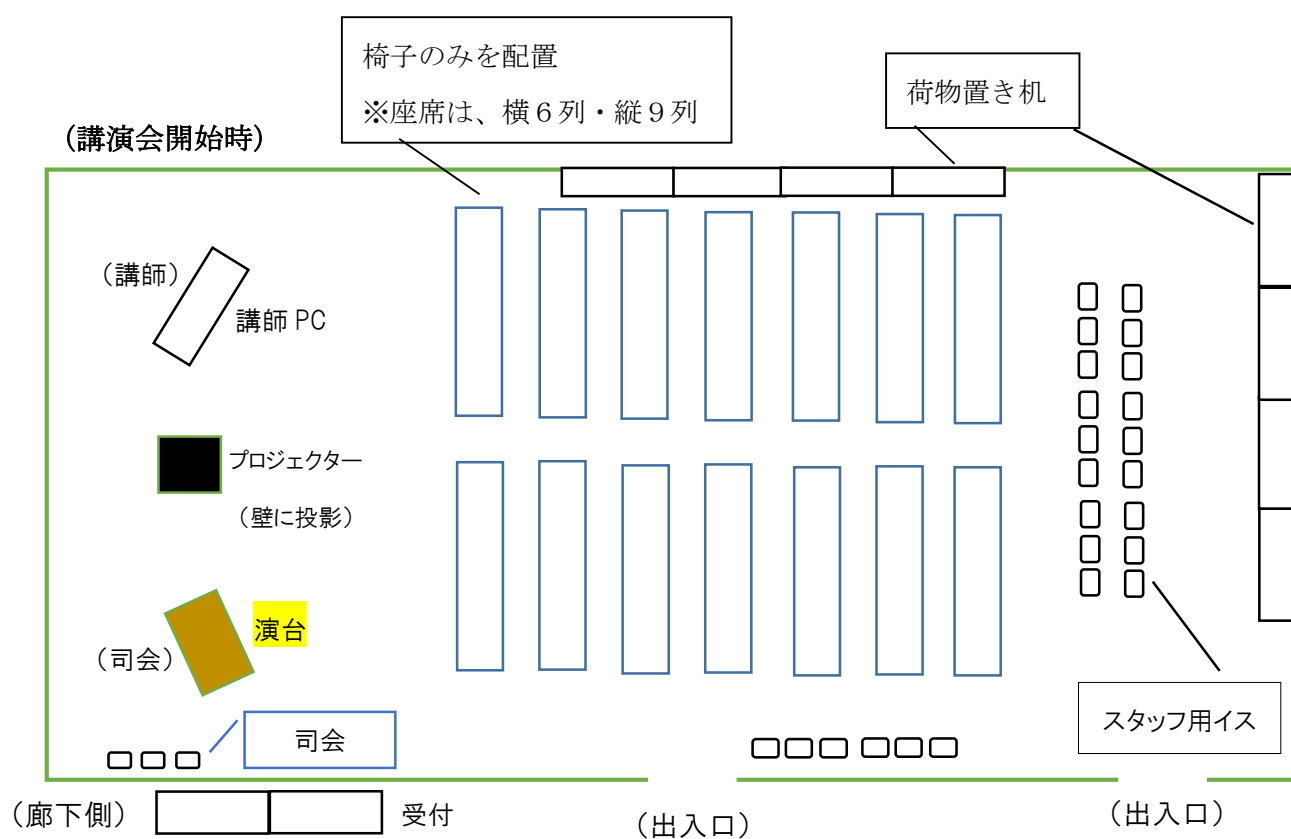 椅子のみを配置
※座席は、横６列・縦９列
荷物置き机
(講演会開始時)
（講師）
講師 PC
プロジェクター
（壁に投影）
演台
（司会）
司会
スタッフ用イス
（廊下側）
受付
（出入口）
（出入口）